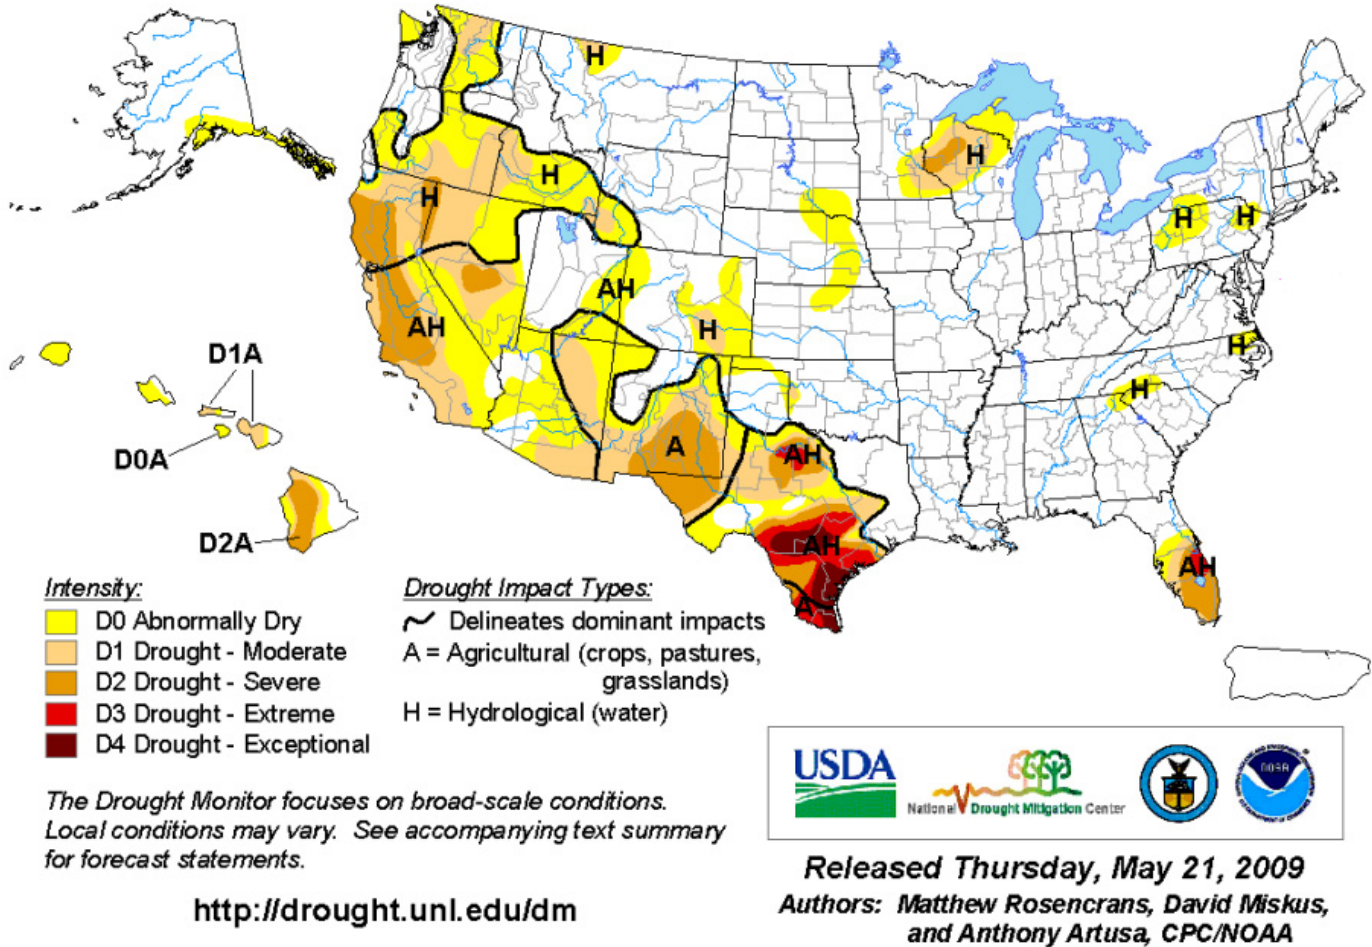 H
H
H
H
H
H
AH
AH
H
D1A
H
H
D0A
A
AH
D2A
AH
AH
A
Intensity:
D0 Abnormally Dry
D1 Drought - Moderate
D2 Drought - Severe
D3 Drought - Extreme
D4 Drought - Exceptional
Drought Impact Types:
Delineates dominant impacts
A = Agricultural (crops, pastures,
grasslands)
H = Hydrological (water)
The Drought Monitor focuses on broad-scale conditions.
Local conditions may vary. See accompanying text summary
for forecast statements.
http://drought.unl.edu/dm
USDA
National Drought Mitigation Center
NOAA
Released Thursday, May 21, 2009
Authors: Matthew Rosencrans, David Miskus,
and Anthony Artusa, CPC/NOAA